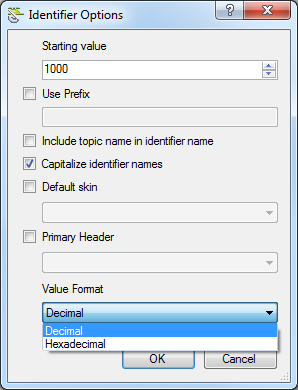 Identifier Options
Starting value
1000
Use Prefix
Include topic name in identifier name
Capitalize identifier names
Default skin
Primary Header
Value Format
Decimal
Decimal
Hexadecimal
OK Cancel